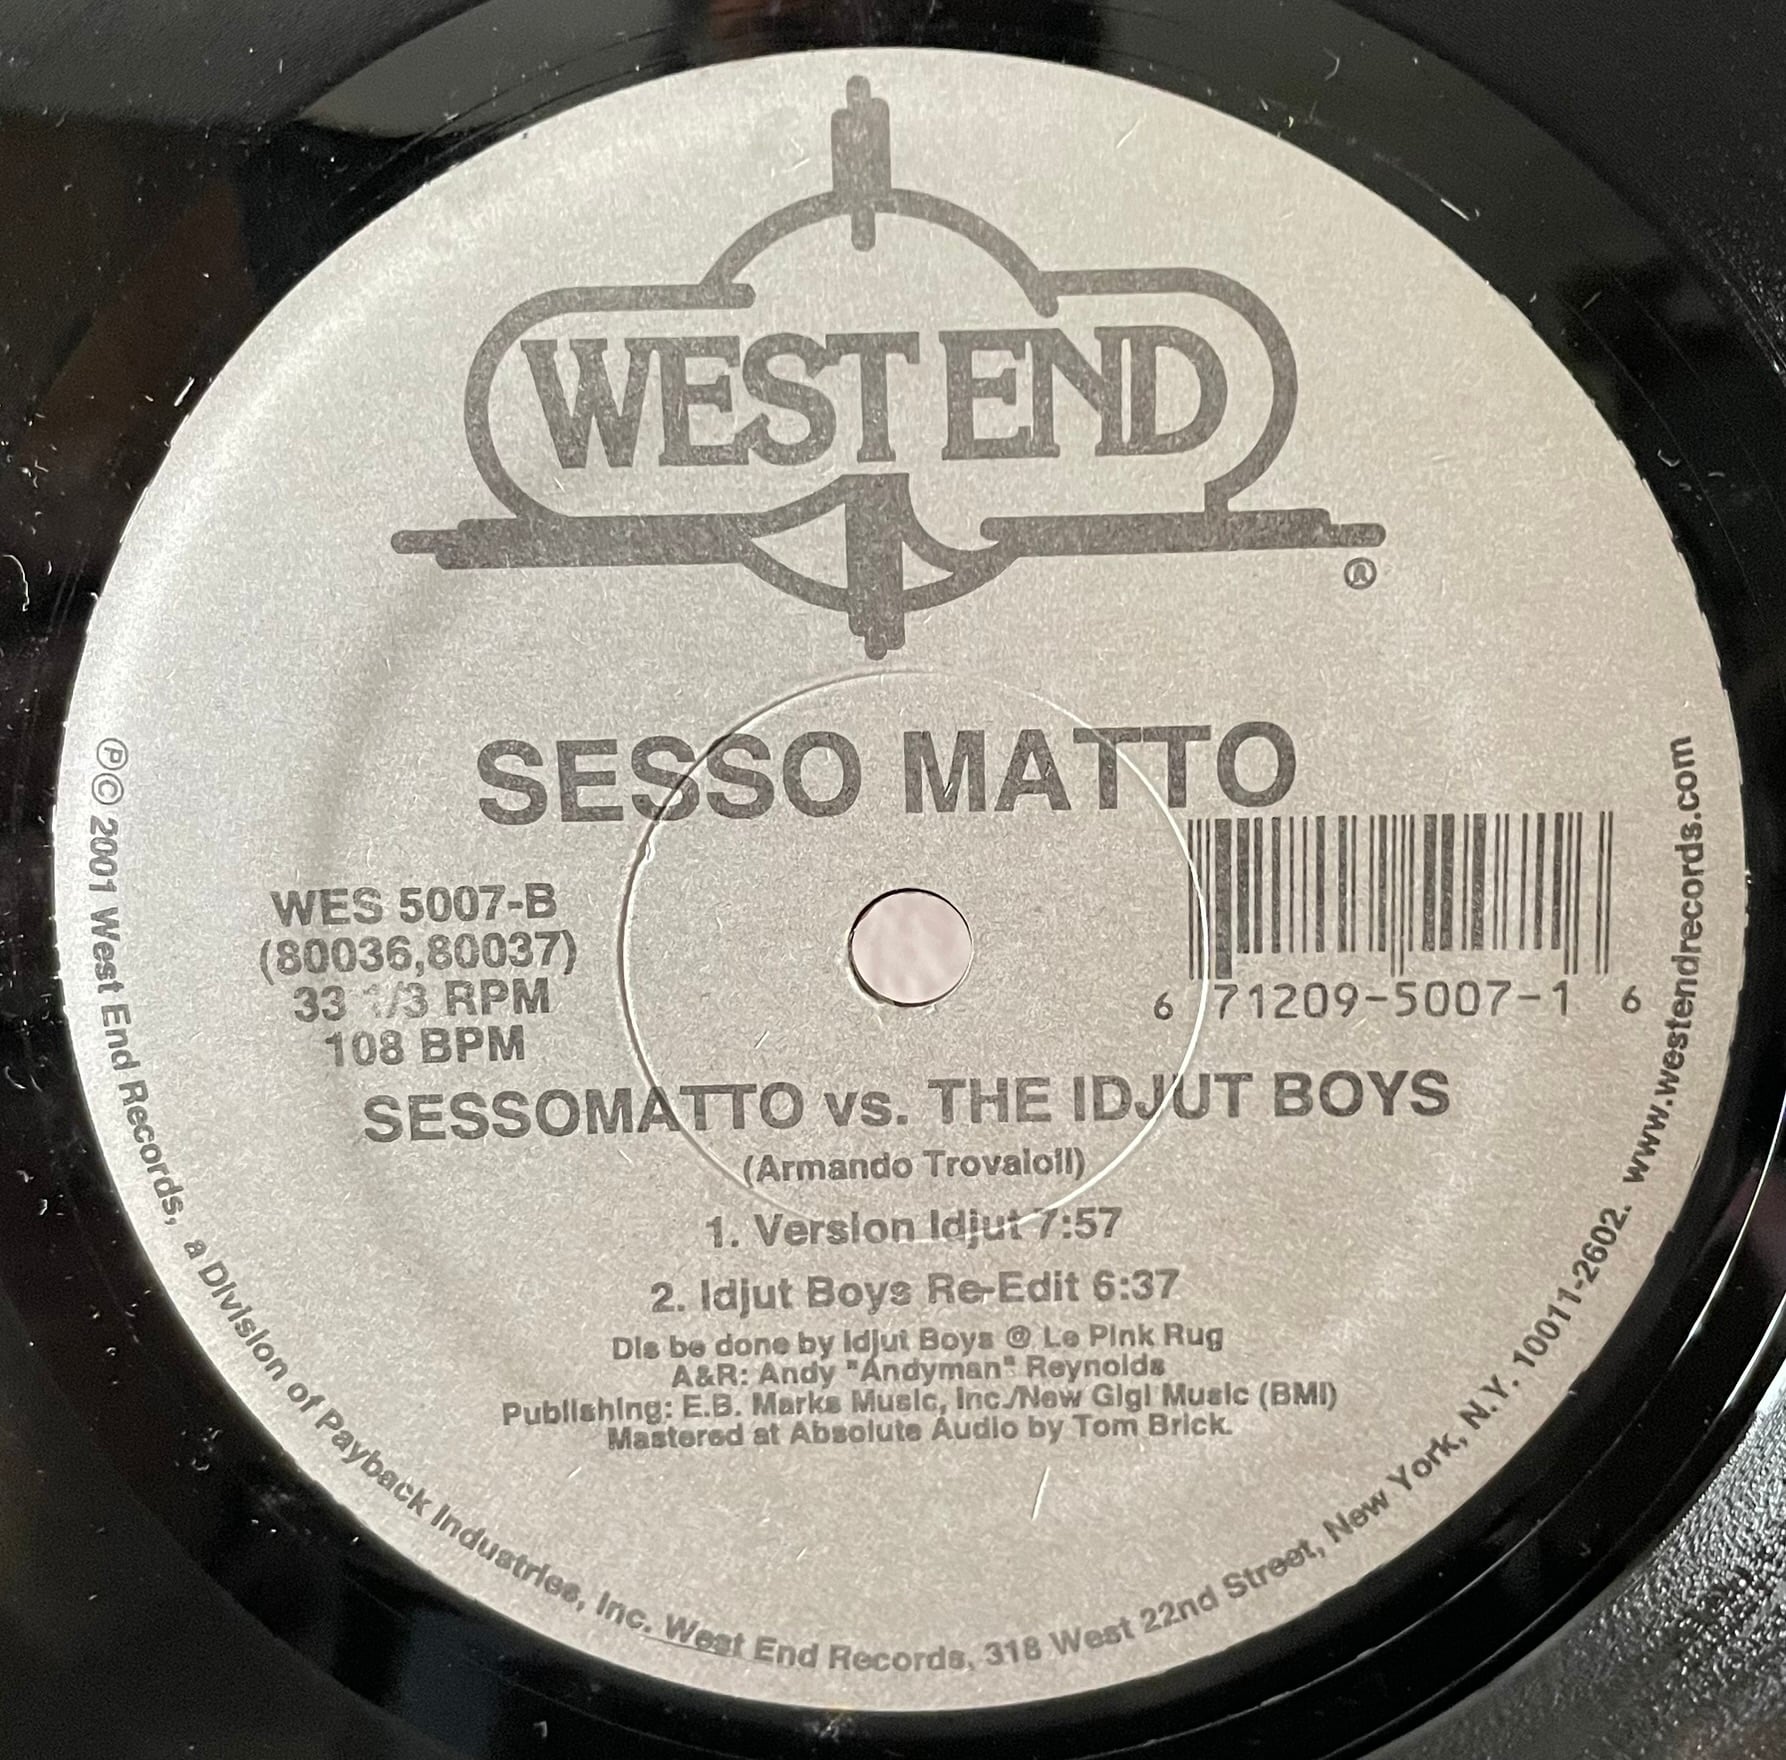 WEST END
®
SESSO MATTO
WES 5007-B
(80036,80037)
33 1/3 RPM
108 BPM
6 71209-5007-1 6
SESSOMATTO vs. THE IDJUT BOYS
(Armando Trovaioli)
1. Version Idjut 7:57
2. Idjut Boys Re-Edit 6:37
Dis be done by Idjut Boys @ Le Pink Rug
A&R: Andy "Andyman" Reynolds
Publishing: E.B. Marks Music, Inc./New Gigi Music (BMI)
Mastered at Absolute Audio by Tom Brick.
Ⓟ© 2001 West End Records, a Division of Payback Industries, Inc. West End Records, 318 West 22nd Street, New York, N.Y. 10011-2602. www.westendrecords.com